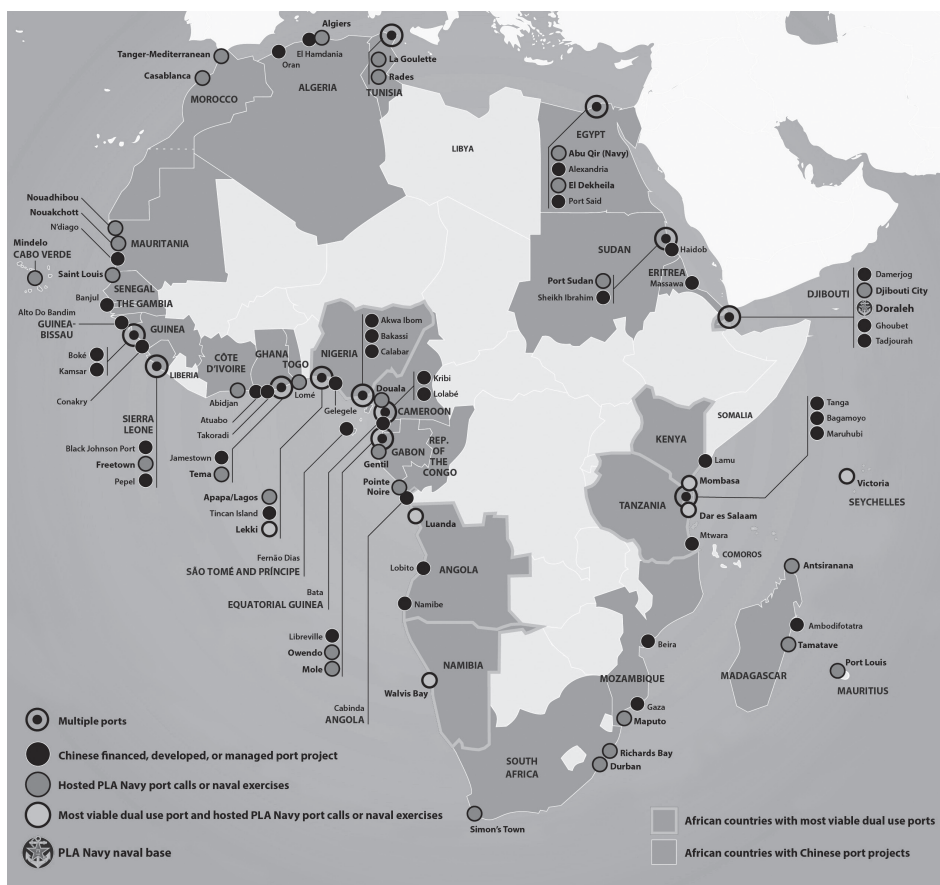 Algiers
El Hamdania
Oran
Tanger-Mediterranean
Casablanca
MOROCCO
ALGERIA
La Goulette
Rades
TUNISIA
LIBYA
EGYPT
Abu Qir (Navy)
Alexandria
El Dekheila
Port Said
Nouadhibou
Nouakchott
N'diago
MAURITANIA
Mindelo
CABO VERDE
Saint Louis
SENEGAL
Banjul
THE GAMBIA
Alto Do Bandim
GUINEA-
BISSAU
GUINEA
Boké
Kamsar
Conakry
LIBERIA
SIERRA
LEONE
Black Johnson Port
Freetown
Pepel
CÔTE
D'IVOIRE
GHANA
TOGO
Abidjan
Atuabo
Takoradi
Lomé
Jamestown
Tema
NIGERIA
Akwa Ibom
Bakassi
Calabar
Gelegele
Apapa/Lagos
Tincan Island
Lekki
Douala
Kribi
Lolabé
CAMEROON
GABON
Gentil
REP.
OF
THE
CONGO
Pointe
Noire
Fernão Dias
SÃO TOMÉ AND PRÍNCIPE
Bata
EQUATORIAL GUINEA
Libreville
Owendo
Mole
Cabinda
ANGOLA
Luanda
Lobito
ANGOLA
Namibe
NAMIBIA
Walvis Bay
SOUTH
AFRICA
Simon's Town
Richards Bay
Durban
Maputo
Gaza
MOZAMBIQUE
Beira
SUDAN
Haidob
Port Sudan
Sheikh Ibrahim
ERITREA
Massawa
DJIBOUTI
Damerjog
Djibouti City
Doraleh
Ghoubet
Tadjourah
SOMALIA
KENYA
Lamu
Mombasa
TANZANIA
Dar es Salaam
Mtwara
Tanga
Bagamoyo
Maruhubi
Victoria
SEYCHELLES
COMOROS
Antsiranana
Ambodifotatra
Tamatave
MADAGASCAR
Port Louis
MAURITIUS
Multiple ports
Chinese financed, developed, or managed port project
Hosted PLA Navy port calls or naval exercises
Most viable dual use port and hosted PLA Navy port calls or naval exercises
PLA Navy naval base
African countries with most viable dual use ports
African countries with Chinese port projects